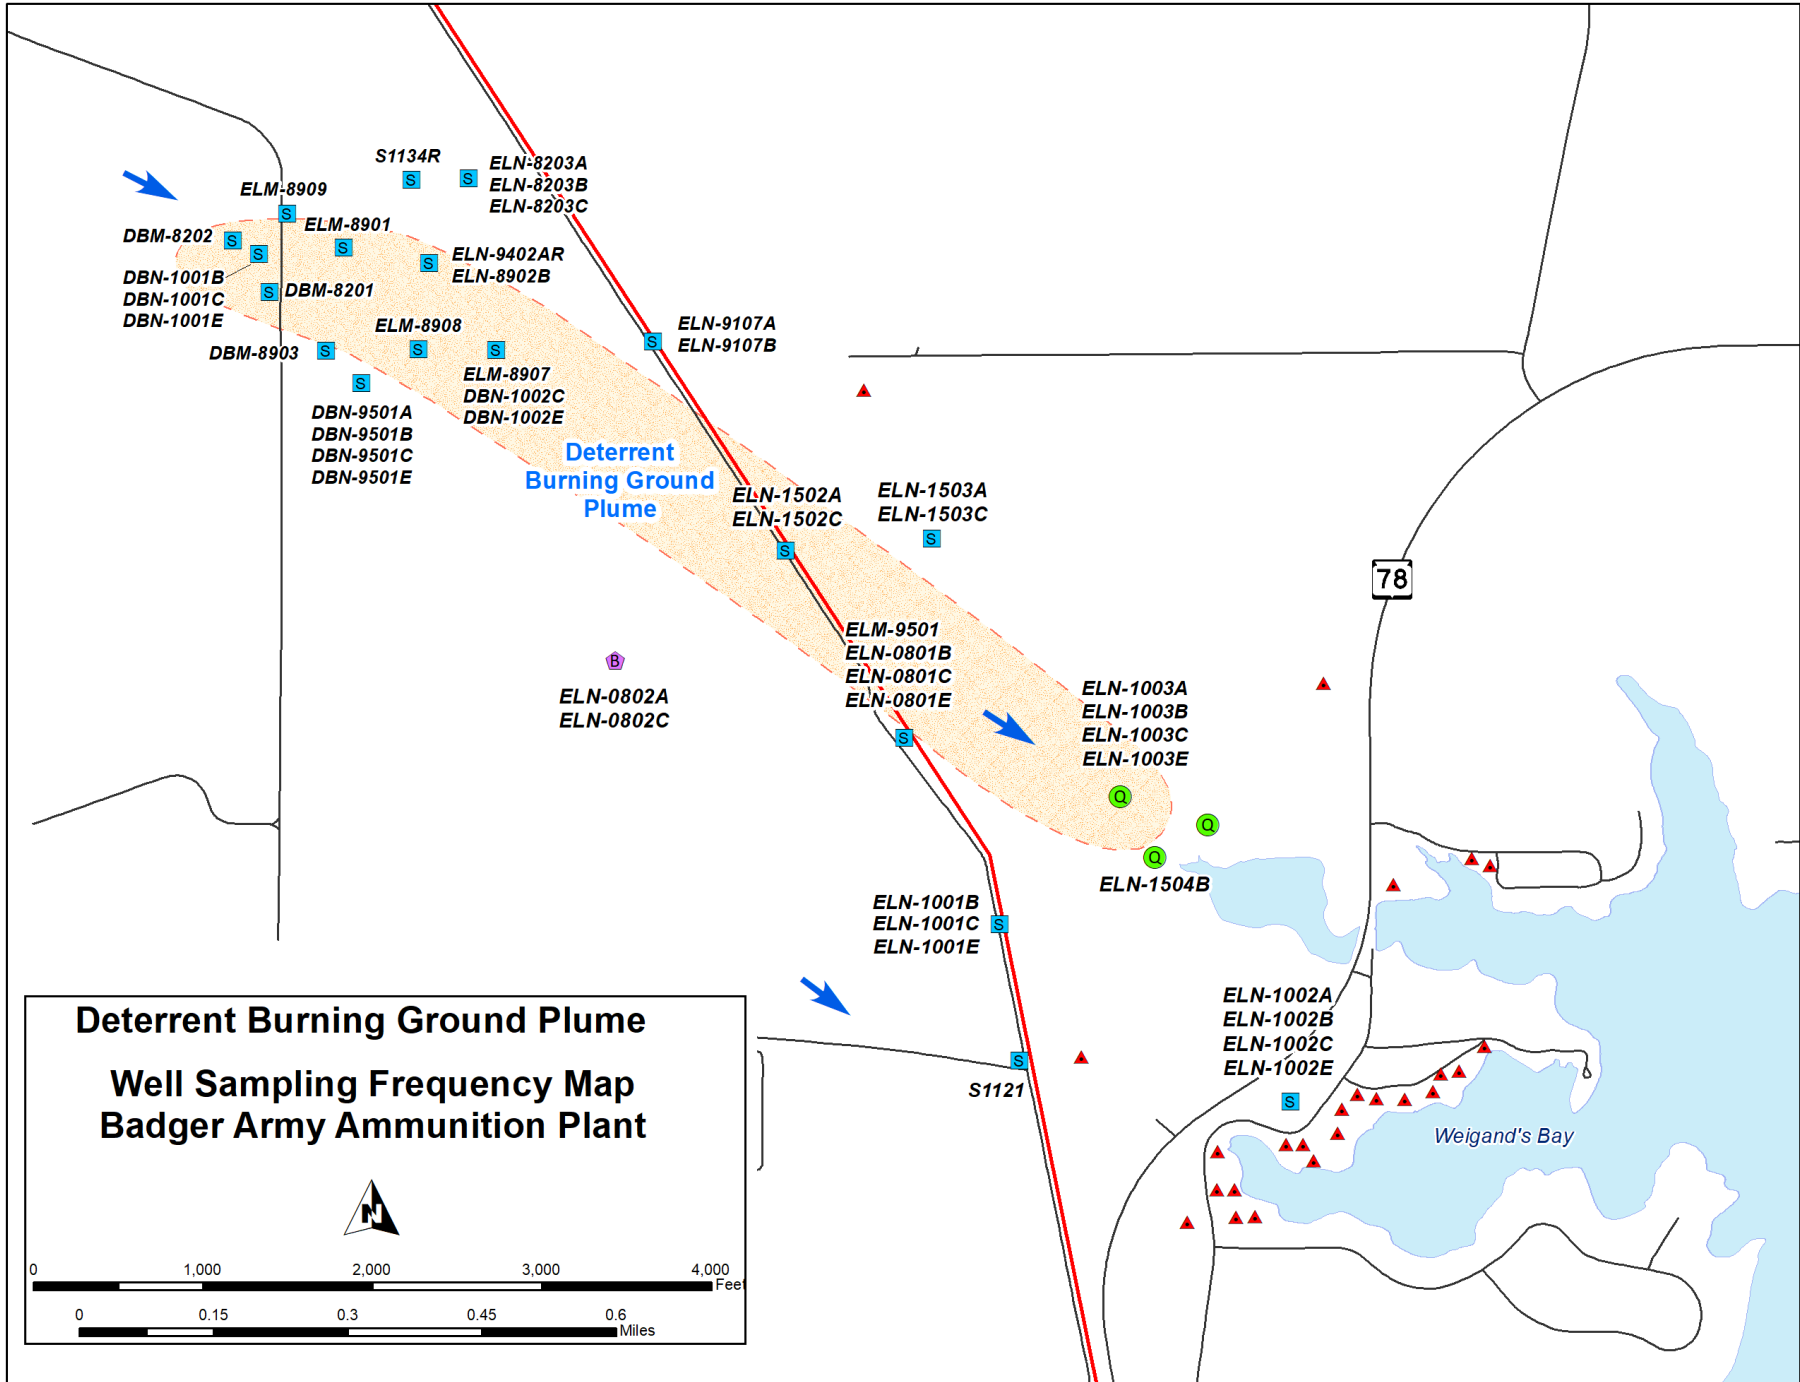 S1134R
ELN-8203A
ELN-8203B
ELN-8203C
S
S
ELM-8909
S
ELM-8901
S
DBM-8202
S
S
DBN-1001B
DBN-1001C
DBN-1001E
S
DBM-8201
S
ELN-9402AR
ELN-8902B
ELM-8908
S
DBM-8903
S
S
ELM-8907
DBN-1002C
DBN-1002E
S
DBN-9501A
DBN-9501B
DBN-9501C
DBN-9501E
S
ELN-9107A
ELN-9107B
Deterrent
Burning Ground
Plume
ELN-1502A
ELN-1502C
S
ELN-1503A
ELN-1503C
S
78
B
ELN-0802A
ELN-0802C
ELM-9501
ELN-0801B
ELN-0801C
ELN-0801E
S
ELN-1003A
ELN-1003B
ELN-1003C
ELN-1003E
Q
Q
Q
ELN-1504B
ELN-1001B
ELN-1001C
ELN-1001E
S
S
S1121
ELN-1002A
ELN-1002B
ELN-1002C
ELN-1002E
S
Weigand's Bay
Deterrent Burning Ground Plume
Well Sampling Frequency Map
Badger Army Ammunition Plant
N
0 1,000 2,000 3,000 4,000
Feet
0 0.15 0.3 0.45 0.6
Miles